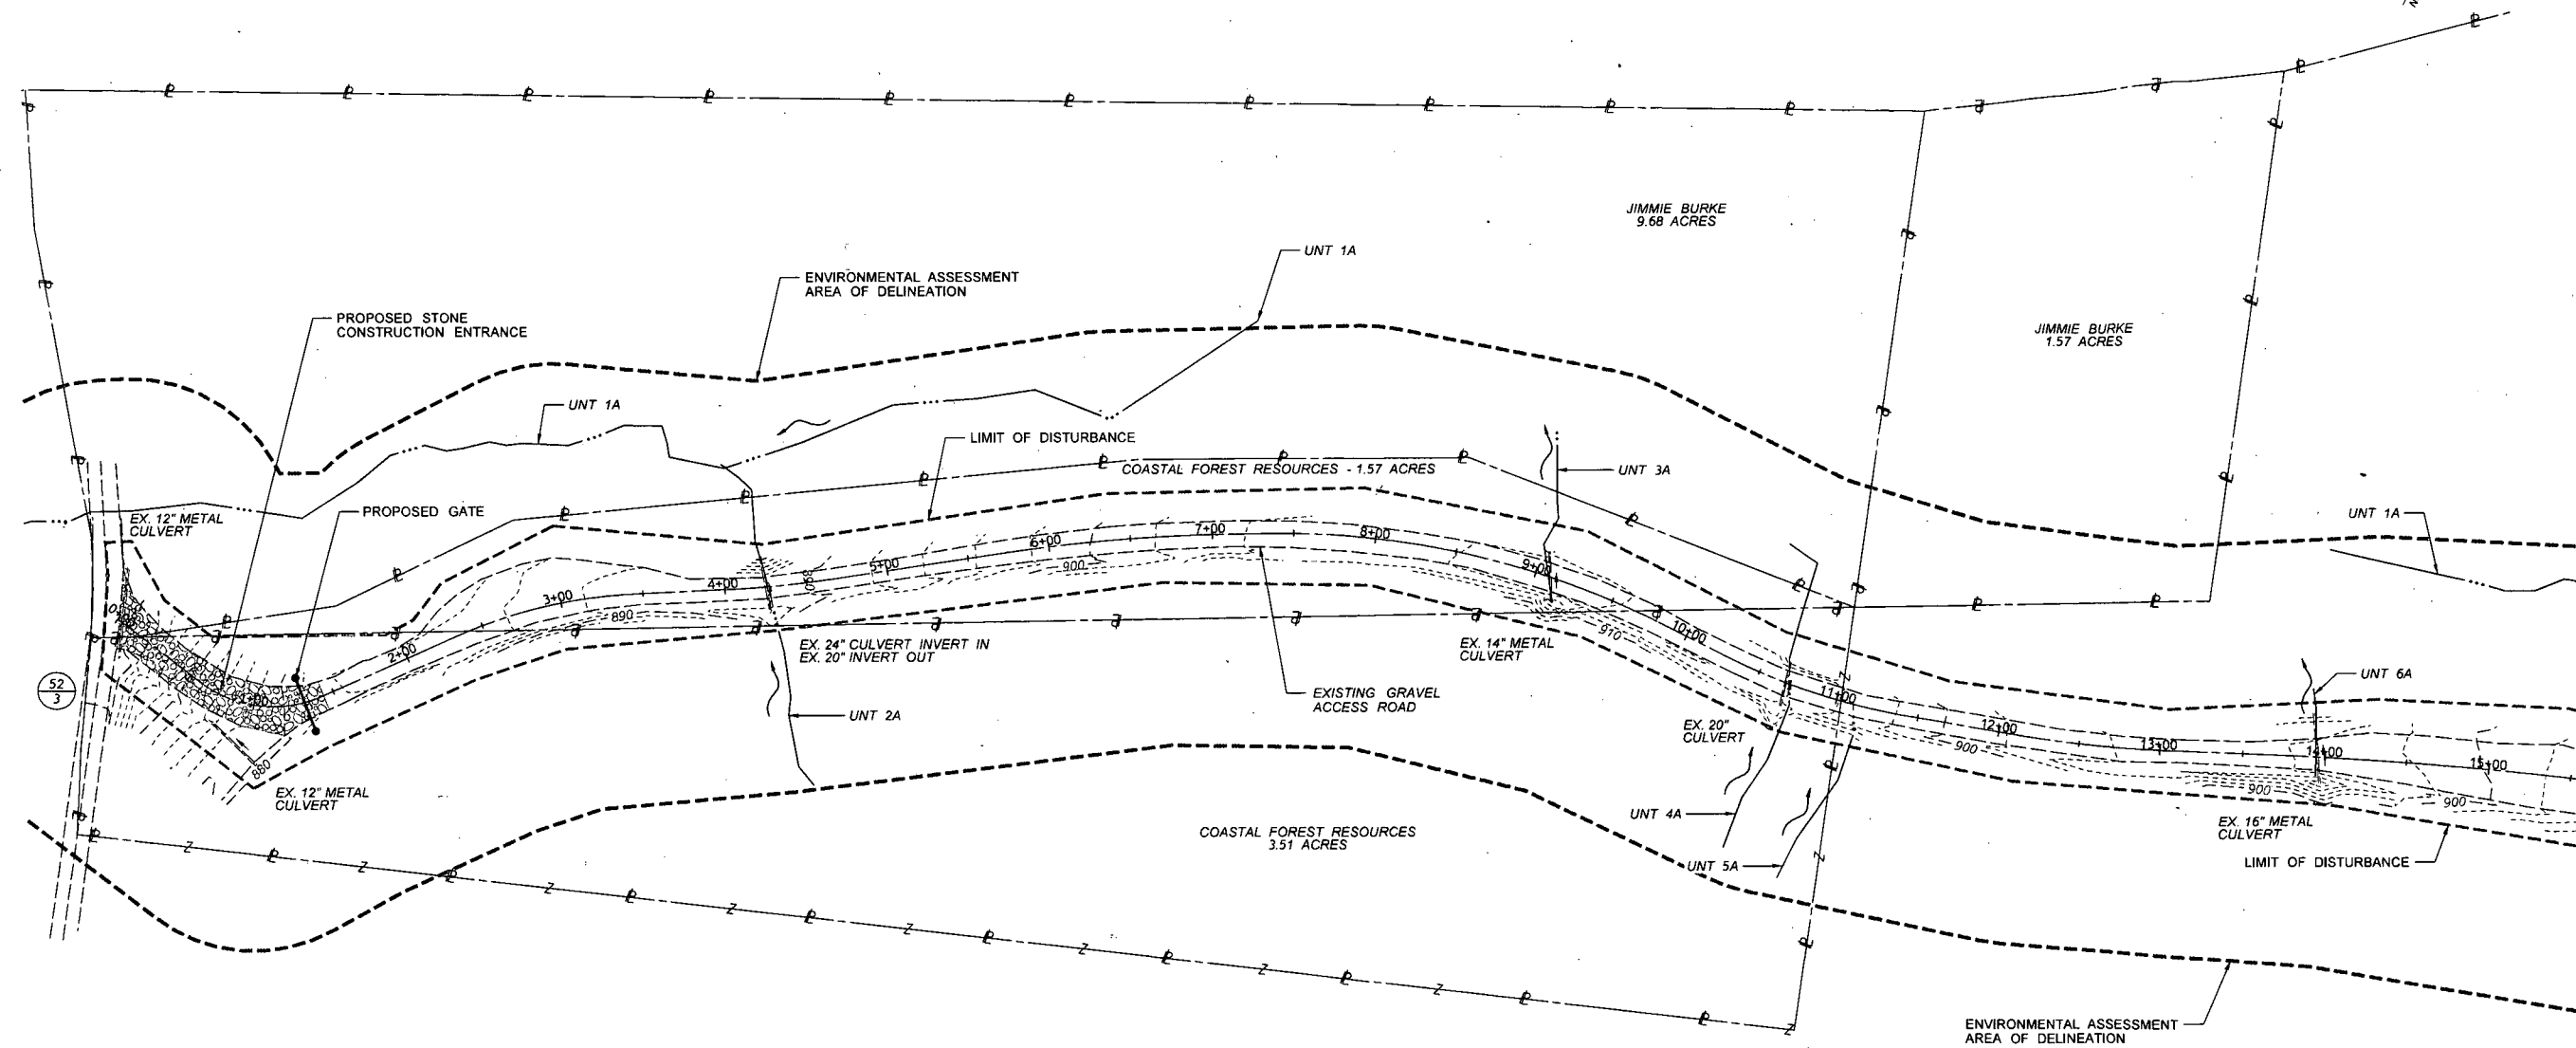 JIMMIE BURKE
9.68 ACRES
UNT 1A
ENVIRONMENTAL ASSESSMENT
AREA OF DELINEATION
PROPOSED STONE
CONSTRUCTION ENTRANCE
JIMMIE BURKE
1.57 ACRES
UNT 1A
LIMIT OF DISTURBANCE
COASTAL FOREST RESOURCES - 1.57 ACRES
UNT 3A
PROPOSED GATE
EX. 12" METAL
CULVERT
UNT 1A
1+00
2+00
3+00
4+00
5+00
6+00
7+00
8+00
9+00
10+00
11+00
12+00
13+00
14+00
15+00
890
890
900
910
900
900
900
880
EX. 24" CULVERT INVERT IN
EX. 20" INVERT OUT
EX. 14" METAL
CULVERT
EXISTING GRAVEL
ACCESS ROAD
UNT 2A
52
3
EX. 20"
CULVERT
UNT 6A
EX. 12" METAL
CULVERT
UNT 4A
EX. 16" METAL
CULVERT
COASTAL FOREST RESOURCES
3.51 ACRES
UNT 5A
LIMIT OF DISTURBANCE
ENVIRONMENTAL ASSESSMENT
AREA OF DELINEATION